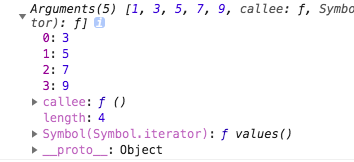 Arguments(5) [1, 3, 5, 7, 9, callee: ƒ, Symbo
tor): ƒ] i
0: 3
1: 5
2: 7
3: 9
callee: ƒ ()
length: 4
Symbol(Symbol.iterator): ƒ values()
__proto__: Object